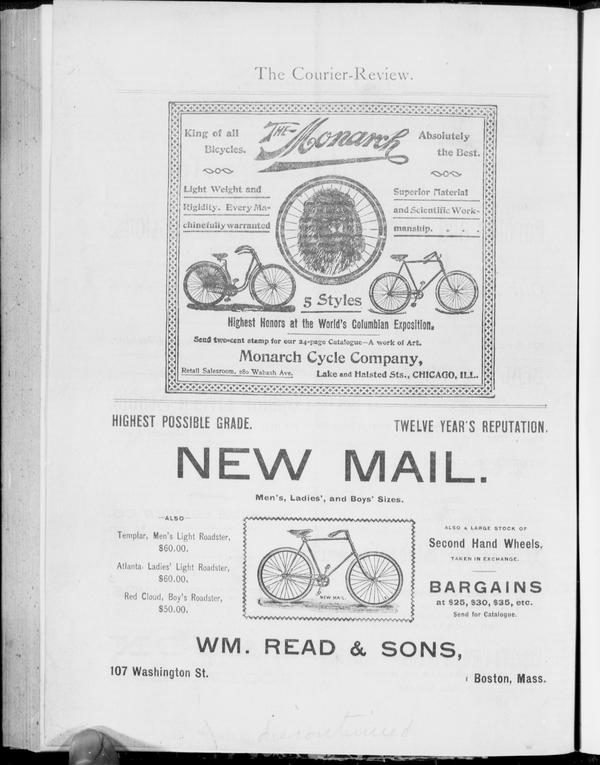 The Courier-Review.
King of all
Bicycles.
THE Monarch
Absolutely
the Best.
Light Weight and
Rigidity. Every Ma-
chine fully warranted
Superior Material
and Scientific Work-
manship. . . .
5 Styles
Highest Honors at the World's Columbian Exposition.
Send two-cent stamp for our 24-page Catalogue—A work of Art.
Monarch Cycle Company,
Retail Salesroom, 280 Wabash Ave.
Lake and Halsted Sts., CHICAGO, ILL.
HIGHEST POSSIBLE GRADE.
TWELVE YEAR'S REPUTATION.
NEW MAIL.
Men's, Ladies', and Boys' Sizes.
—ALSO—
Templar, Men's Light Roadster,
$60.00.
Atlanta, Ladies' Light Roadster,
$60.00.
Red Cloud, Boy's Roadster,
$50.00.
NEW MAIL.
ALSO A LARGE STOCK OF
Second Hand Wheels,
TAKEN IN EXCHANGE.
BARGAINS
at $25, $30, $35, etc.
Send for Catalogue.
WM. READ & SONS,
107 Washington St.
Boston, Mass.
discontinued